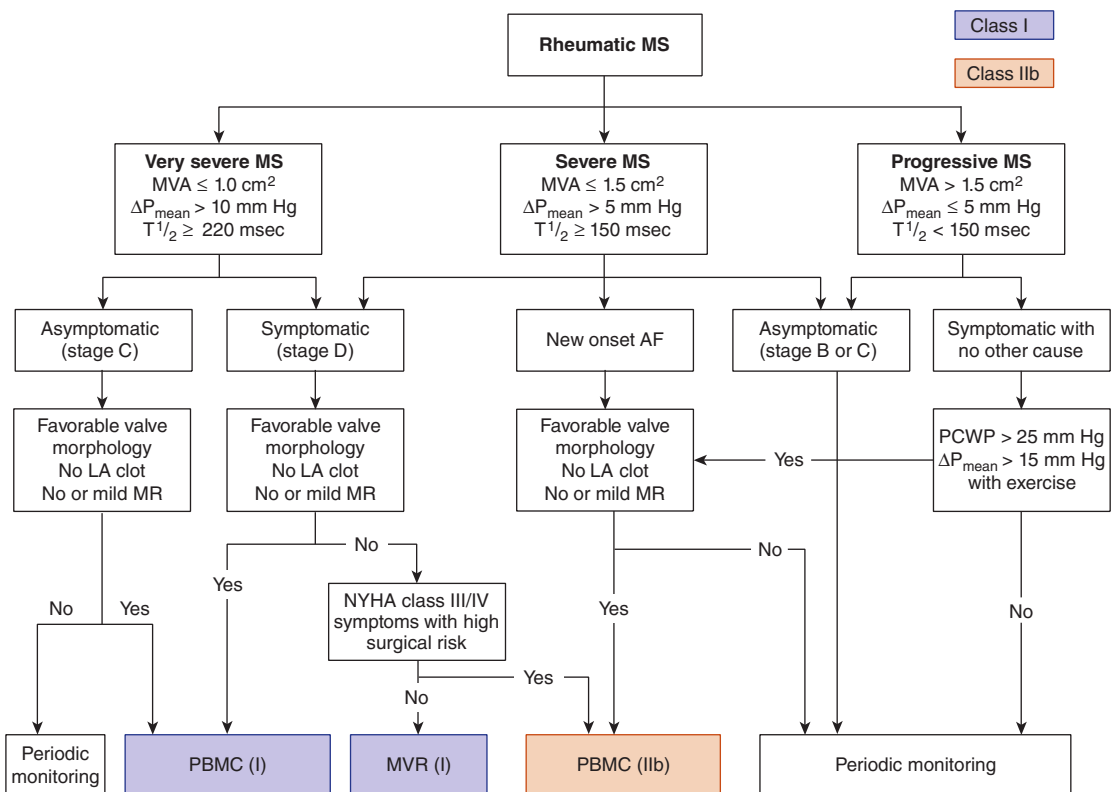 Class I
Rheumatic MS
Class IIb
Very severe MS
MVA ≤ 1.0 cm²
ΔPmean > 10 mm Hg
T1/2 ≥ 220 msec
Severe MS
MVA ≤ 1.5 cm²
ΔPmean > 5 mm Hg
T1/2 ≥ 150 msec
Progressive MS
MVA > 1.5 cm²
ΔPmean ≤ 5 mm Hg
T1/2 < 150 msec
Asymptomatic
(stage C)
Symptomatic
(stage D)
New onset AF
Asymptomatic
(stage B or C)
Symptomatic with
no other cause
Favorable valve
morphology
No LA clot
No or mild MR
Favorable valve
morphology
No LA clot
No or mild MR
Favorable valve
morphology
No LA clot
No or mild MR
Yes
PCWP > 25 mm Hg
ΔPmean > 15 mm Hg
with exercise
No
No
Yes
NYHA class III/IV
symptoms with high
surgical risk
No
Yes
Yes
No
Yes
No
Periodic
monitoring
PBMC (I)
MVR (I)
PBMC (IIb)
Periodic monitoring